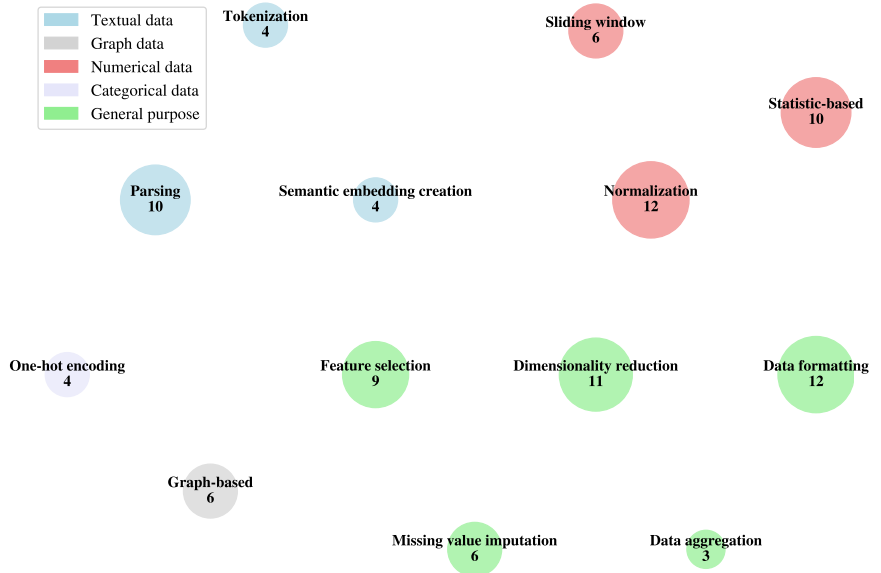 Textual data
Graph data
Numerical data
Categorical data
General purpose
Tokenization
4
Sliding window
6
Statistic-based
10
Parsing
10
Semantic embedding creation
4
Normalization
12
One-hot encoding
4
Feature selection
9
Dimensionality reduction
11
Data formatting
12
Graph-based
6
Missing value imputation
6
Data aggregation
3